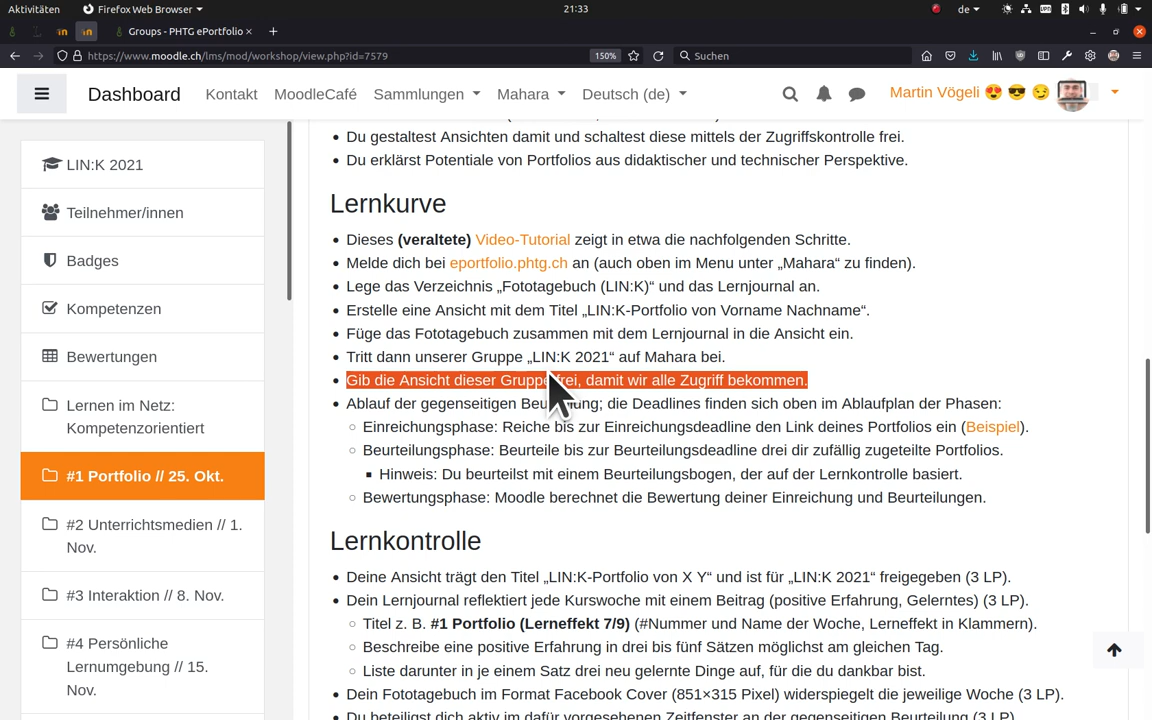 Aktivitäten
Firefox Web Browser
21:33
de
Groups - PHTG ePortfolio
https://www.moodle.ch/lms/mod/workshop/view.php?id=7579
150%
Suchen
Dashboard
Kontakt
MoodleCafé
Sammlungen
Mahara
Deutsch (de)
Martin Vögeli 😍 😎 😏
LIN:K 2021
Teilnehmer/innen
Badges
Kompetenzen
Bewertungen
Lernen im Netz:
Kompetenzorientiert
#1 Portfolio // 25. Okt.
#2 Unterrichtsmedien // 1.
Nov.
#3 Interaktion // 8. Nov.
#4 Persönliche
Lernumgebung // 15.
Nov.
Du gestaltest Ansichten damit und schaltest diese mittels der Zugriffskontrolle frei.
Du erklärst Potentiale von Portfolios aus didaktischer und technischer Perspektive.
Lernkurve
Dieses (veraltete) Video-Tutorial zeigt in etwa die nachfolgenden Schritte.
Melde dich bei eportfolio.phtg.ch an (auch oben im Menu unter „Mahara“ zu finden).
Lege das Verzeichnis „Fototagebuch (LIN:K)“ und das Lernjournal an.
Erstelle eine Ansicht mit dem Titel „LIN:K-Portfolio von Vorname Nachname“.
Füge das Fototagebuch zusammen mit dem Lernjournal in die Ansicht ein.
Tritt dann unserer Gruppe „LIN:K 2021“ auf Mahara bei.
Gib die Ansicht dieser Gruppe frei, damit wir alle Zugriff bekommen.
Ablauf der gegenseitigen Beurteilung; die Deadlines finden sich oben im Ablaufplan der Phasen:
Einreichungsphase: Reiche bis zur Einreichungsdeadline den Link deines Portfolios ein (Beispiel).
Beurteilungsphase: Beurteile bis zur Beurteilungsdeadline drei dir zufällig zugeteilte Portfolios.
Hinweis: Du beurteilst mit einem Beurteilungsbogen, der auf der Lernkontrolle basiert.
Bewertungsphase: Moodle berechnet die Bewertung deiner Einreichung und Beurteilungen.
Lernkontrolle
Deine Ansicht trägt den Titel „LIN:K-Portfolio von X Y“ und ist für „LIN:K 2021“ freigegeben (3 LP).
Dein Lernjournal reflektiert jede Kurswoche mit einem Beitrag (positive Erfahrung, Gelerntes) (3 LP).
Titel z. B. #1 Portfolio (Lerneffekt 7/9) (#Nummer und Name der Woche, Lerneffekt in Klammern).
Beschreibe eine positive Erfahrung in drei bis fünf Sätzen möglichst am gleichen Tag.
Liste darunter in je einem Satz drei neu gelernte Dinge auf, für die du dankbar bist.
Dein Fototagebuch im Format Facebook Cover (851×315 Pixel) widerspiegelt die jeweilige Woche (3 LP).
Du beteiligst dich aktiv im dafür vorgesehenen Zeitfenster an der gegenseitigen Beurteilung (3 LP).